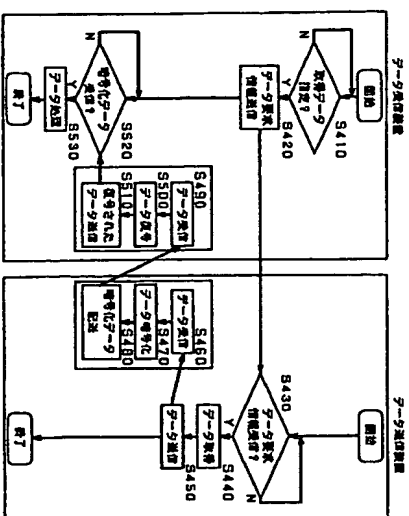 データ受信装置
開始
S410
取得データ
指定?
N
Y
S420
データ要求
情報送信
S490
データ受信
S500
データ復号
S510
復号された
データ送信
S520
暗号化データ
受信?
N
Y
S530
データ処理
終了
データ送信装置
開始
S430
データ要求
情報受信?
N
Y
S440
データ取得
S450
データ送信
S460
データ受信
S470
データ暗号化
S480
暗号化データ
配送
終了